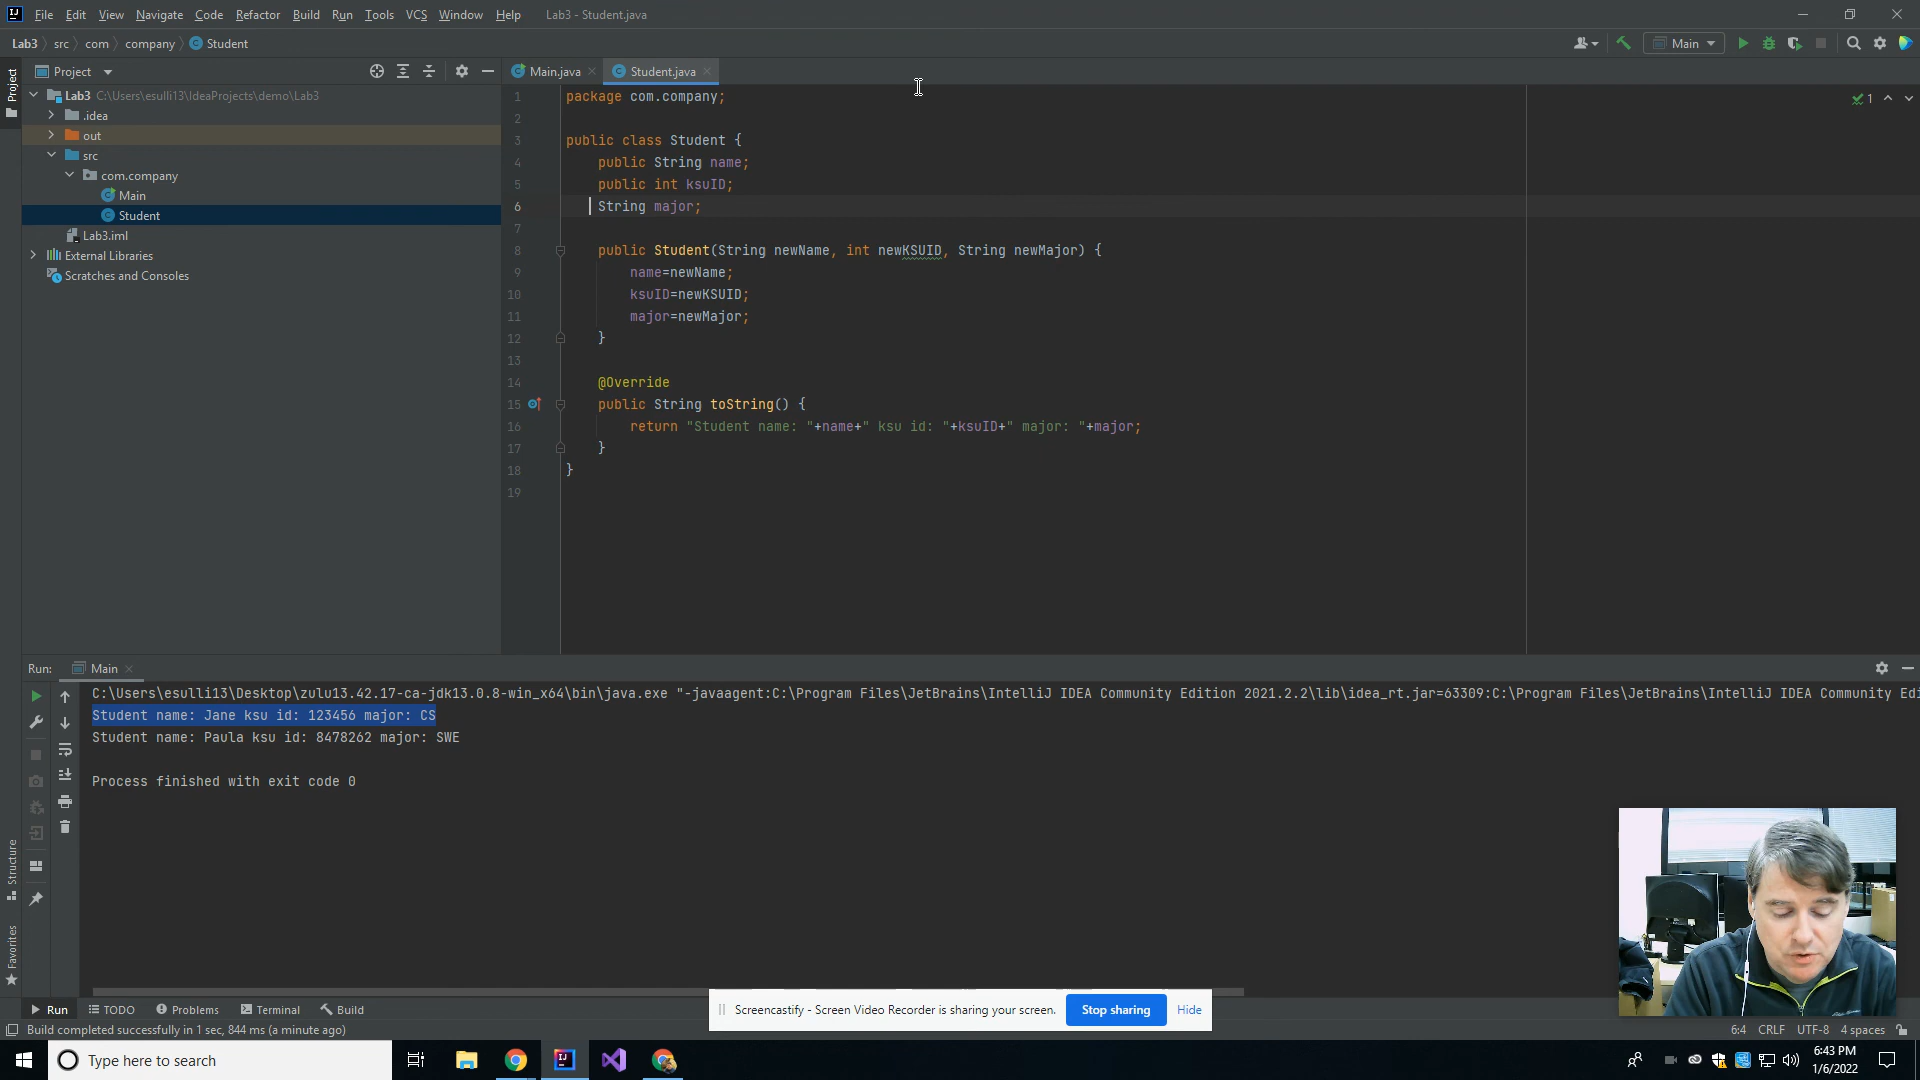 File Edit View Navigate Code Refactor Build Run Tools VCS Window Help Lab3 - Student.java
Lab3 src com company Student Main
Project Main.java Student.java
Project
Lab3 C:\Users\esulli13\IdeaProjects\demo\Lab3
.idea
out
src
com.company
Main
Student
Lab3.iml
External Libraries
Scratches and Consoles
1 package com.company;
2
3 public class Student {
4 public String name;
5 public int ksuID;
6 String major;
7
8 public Student(String newName, int newKSUID, String newMajor) {
9 name=newName;
10 ksuID=newKSUID;
11 major=newMajor;
12 }
13
14 @Override
15 public String toString() {
16 return "Student name: "+name+" ksu id: "+ksuID+" major: "+major;
17 }
18 }
19
1
Run: Main
C:\Users\esulli13\Desktop\zulu13.42.17-ca-jdk13.0.8-win_x64\bin\java.exe "-javaagent:C:\Program Files\JetBrains\IntelliJ IDEA Community Edition 2021.2.2\lib\idea_rt.jar=63309:C:\Program Files\JetBrains\IntelliJ IDEA Community Edi
Student name: Jane ksu id: 123456 major: CS
Student name: Paula ksu id: 8478262 major: SWE
Process finished with exit code 0
Structure
Favorites
Run TODO Problems Terminal Build
Screencastify - Screen Video Recorder is sharing your screen. Stop sharing Hide
Build completed successfully in 1 sec, 844 ms (a minute ago) 6:4 CRLF UTF-8 4 spaces
Type here to search
6:43 PM
1/6/2022